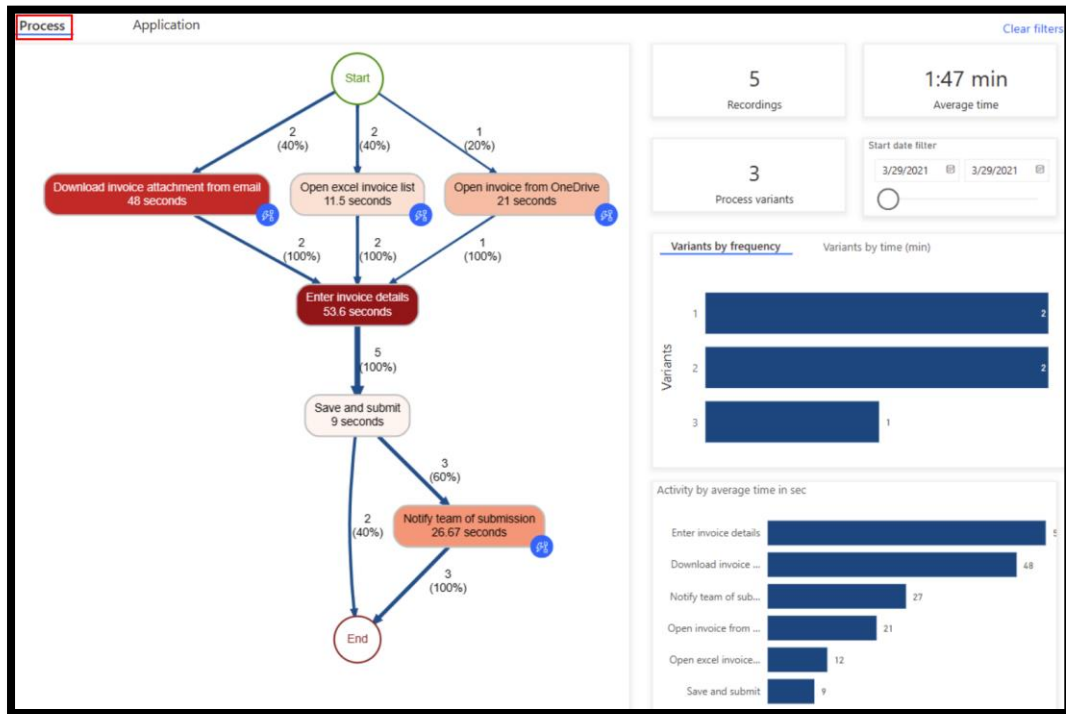 Process
Application
Clear filters
Start
2
(40%)
2
(40%)
1
(20%)
Download invoice attachment from email
48 seconds
Open excel invoice list
11.5 seconds
Open invoice from OneDrive
21 seconds
2
(100%)
2
(100%)
1
(100%)
Enter invoice details
53.6 seconds
5
(100%)
Save and submit
9 seconds
3
(60%)
2
(40%)
Notify team of submission
26.67 seconds
3
(100%)
End
5
Recordings
1:47 min
Average time
3
Process variants
Start date filter
3/29/2021
3/29/2021
Variants by frequency
Variants by time (min)
Variants
1
2
2
2
3
1
Activity by average time in sec
Enter invoice details
Download invoice ...
48
Notify team of sub...
27
Open invoice from ...
21
Open excel invoice...
12
Save and submit
9